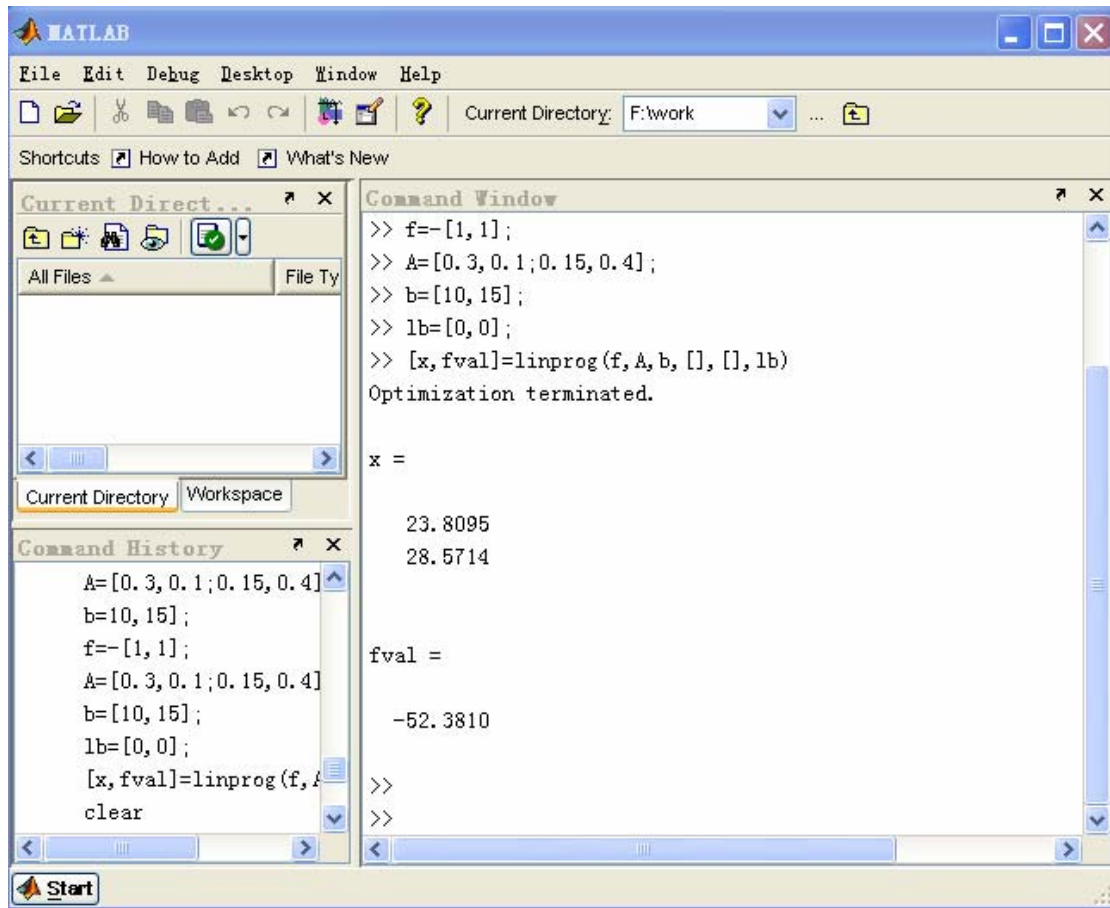 MATLAB
File Edit Debug Desktop Window Help
Current Directory: F:\work ...
Shortcuts How to Add What's New
Current Direct...
All Files File Ty
Current Directory Workspace
Command History
A=[0.3,0.1;0.15,0.4]
b=10,15];
f=-[1,1];
A=[0.3,0.1;0.15,0.4]
b=[10,15];
lb=[0,0];
[x,fval]=linprog(f,A
clear
Command Window
>> f=-[1,1];
>> A=[0.3,0.1;0.15,0.4];
>> b=[10,15];
>> lb=[0,0];
>> [x,fval]=linprog(f,A,b,[],[],lb)
Optimization terminated.
x =
23.8095
28.5714
fval =
-52.3810
>>
>>
Start